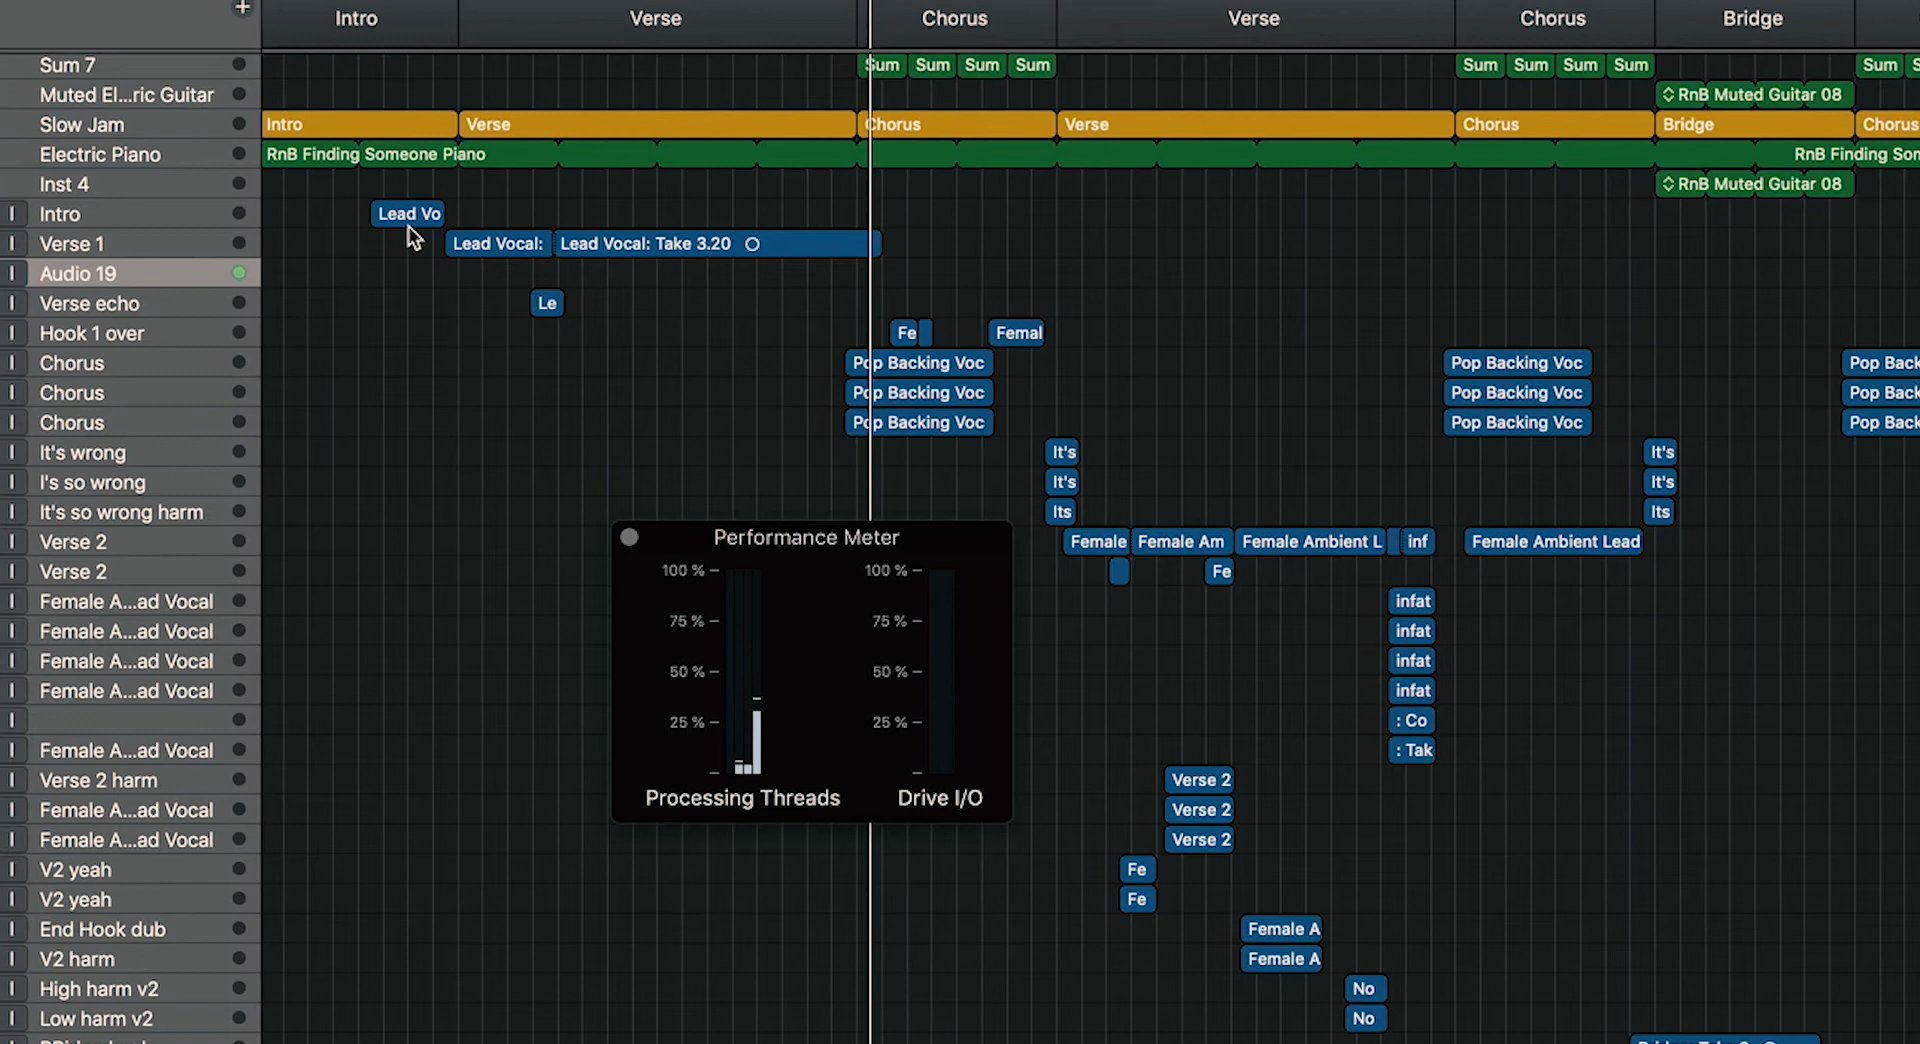 +
Intro Verse Chorus Verse Chorus Bridge
Sum 7 Sum Sum Sum Sum Sum Sum Sum Sum Sum S
Muted El...ric Guitar RnB Muted Guitar 08
Slow Jam Intro Verse Chorus Verse Chorus Bridge Chorus
Electric Piano RnB Finding Someone Piano RnB Finding Som
Inst 4 RnB Muted Guitar 08
I Intro Lead Vo
I Verse 1 Lead Vocal: Lead Vocal: Take 3.20
I Audio 19
I Verse echo Le
I Hook 1 over Fe Femal
I Chorus Pop Backing Voc Pop Backing Voc Pop Back
I Chorus Pop Backing Voc Pop Backing Voc Pop Back
I Chorus Pop Backing Voc Pop Backing Voc Pop Back
I It's wrong It's It's
I I's so wrong It's It's
I It's so wrong harm Its Its
I Verse 2 Female Female Am Female Ambient L inf Female Ambient Lead
I Verse 2 Fe
I Female A...ad Vocal infat
I Female A...ad Vocal infat
I Female A...ad Vocal infat
I Female A...ad Vocal infat
I : Co
I Female A...ad Vocal : Tak
I Verse 2 harm Verse 2
I Female A...ad Vocal Verse 2
I Female A...ad Vocal Verse 2
I V2 yeah Fe
I V2 yeah Fe
I End Hook dub Female A
I V2 harm Female A
I High harm v2 No
I Low harm v2 No
Performance Meter
100 % 100 %
75 % 75 %
50 % 50 %
25 % 25 %
Processing Threads Drive I/O